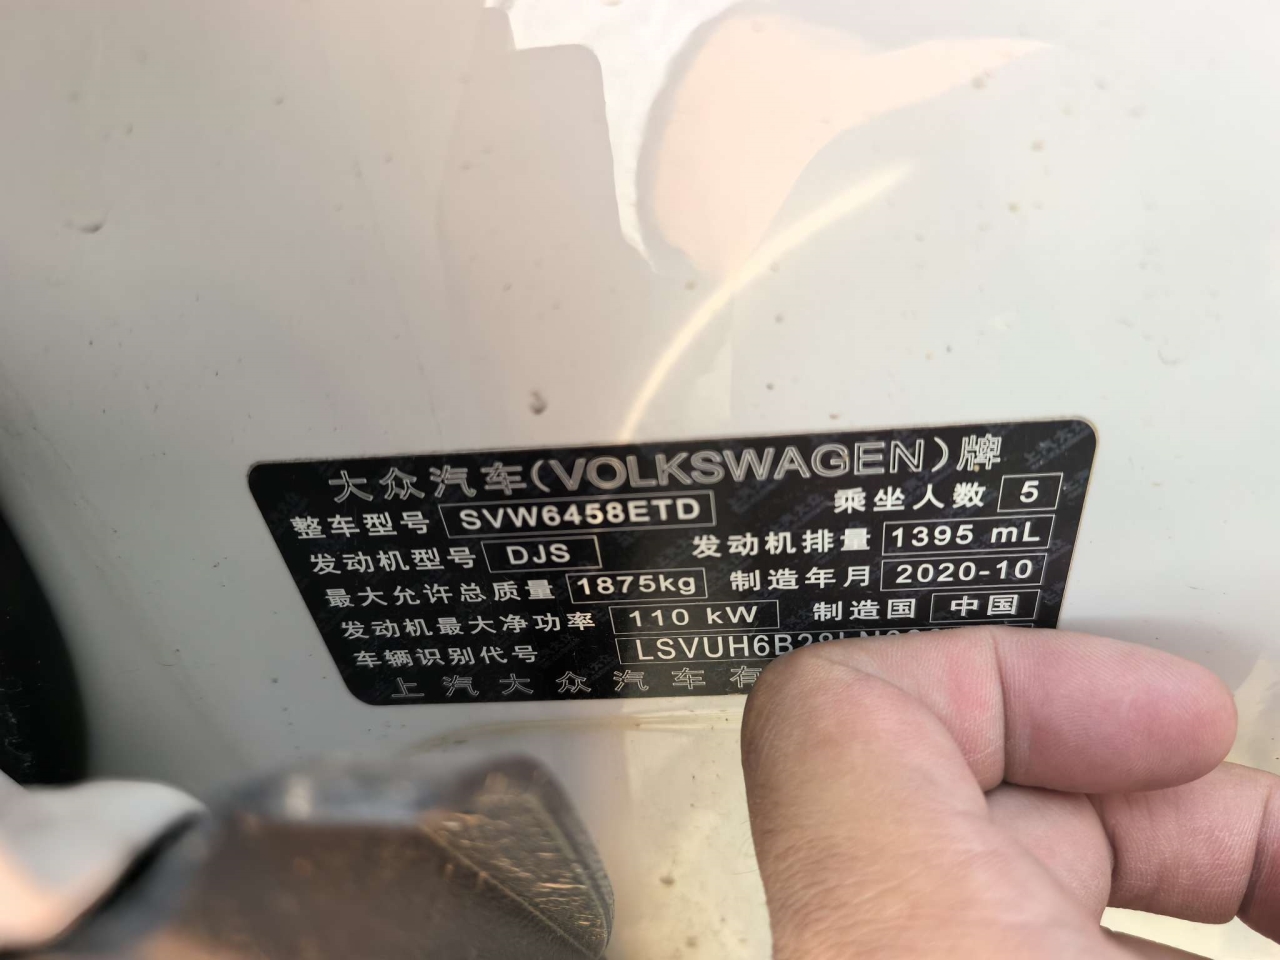 大众汽车(VOLKSWAGEN)牌
整车型号 SVW6458ETD 乘坐人数 5
发动机型号 DJS 发动机排量 1395 mL
最大允许总质量 1875kg 制造年月 2020-10
发动机最大净功率 110 kW 制造国 中国
车辆识别代号 LSVUH6B28LN
上汽大众汽车有